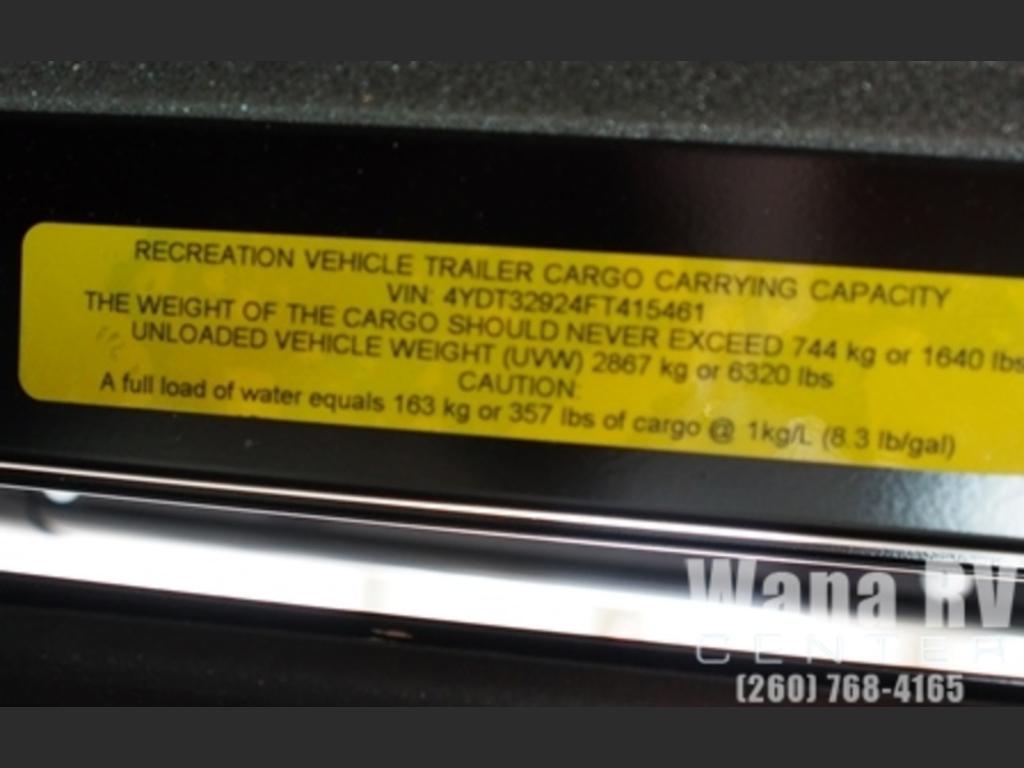 RECREATION VEHICLE TRAILER CARGO CARRYING CAPACITY
VIN: 4YDT32924FT415461
THE WEIGHT OF THE CARGO SHOULD NEVER EXCEED 744 kg or 1640 lbs
UNLOADED VEHICLE WEIGHT (UVW) 2867 kg or 6320 lbs
CAUTION:
A full load of water equals 163 kg or 357 lbs of cargo @ 1kg/L (8.3 lb/gal)
Wana RV
CENTER
(260) 768-4165